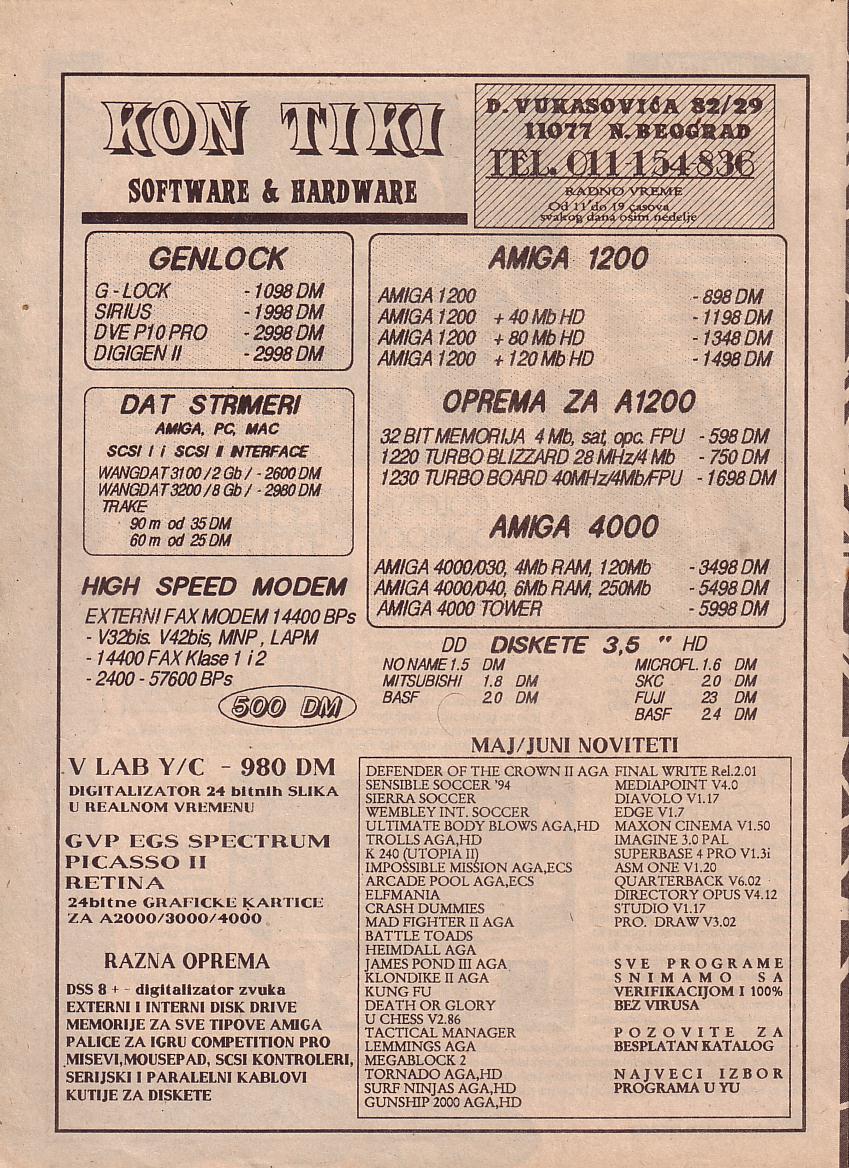 KON TIKI
SOFTWARE & HARDWARE
D. VUKASOVIĆA 82/29
11077 N. BEOGRAD
TEL. 011-154-836
RADNO VREME
Od 11 do 19 časova
svakog dana osim nedelje
GENLOCK
G - LOCK - 1098 DM
SIRIUS - 1998 DM
DVE P10 PRO - 2998 DM
DIGIGEN II - 2998 DM
DAT STRIMERI
AMIGA, PC, MAC
SCSI I i SCSI II INTERFACE
WANGDAT3100 /2 Gb / - 2600 DM
WANGDAT3200 /8 Gb / - 2980 DM
TRAKE
90 m od 35 DM
60 m od 25 DM
HIGH SPEED MODEM
EXTERNI FAX MODEM 14400 BPs
- V32bis. V42bis, MNP , LAPM
- 14400 FAX Klase 1 i 2
- 2400 - 57600 BPs
500 DM
AMIGA 1200
AMIGA 1200 - 898 DM
AMIGA 1200 + 40 Mb HD - 1198 DM
AMIGA 1200 + 80 Mb HD - 1348 DM
AMIGA 1200 + 120 Mb HD - 1498 DM
OPREMA ZA A1200
32 BIT MEMORIJA 4 Mb, sat, opc. FPU - 598 DM
1220 TURBO BLIZZARD 28 MHz/4 Mb - 750 DM
1230 TURBO BOARD 40MHz/4Mb/FPU - 1698 DM
AMIGA 4000
AMIGA 4000/030, 4Mb RAM, 120Mb - 3498 DM
AMIGA 4000/040, 6Mb RAM, 250Mb - 5498 DM
AMIGA 4000 TOWER - 5998 DM
DD DISKETE 3,5 " HD
NO NAME 1.5 DM MICROFL. 1.6 DM
MITSUBISHI 1.8 DM SKC 2.0 DM
BASF 2.0 DM FUJI 23 DM
BASF 2.4 DM
V LAB Y/C - 980 DM
DIGITALIZATOR 24 bitnih SLIKA
U REALNOM VREMENU
GVP EGS SPECTRUM
PICASSO II
RETINA
24bitne GRAFICKE KARTICE
ZA A2000/3000/4000
RAZNA OPREMA
DSS 8 + - digitalizator zvuka
EXTERNI I INTERNI DISK DRIVE
MEMORIJE ZA SVE TIPOVE AMIGA
PALICE ZA IGRU COMPETITION PRO
MISEVI,MOUSEPAD, SCSI KONTROLERI,
SERIJSKI I PARALELNI KABLOVI
KUTIJE ZA DISKETE
MAJ/JUNI NOVITETI
DEFENDER OF THE CROWN II AGA
SENSIBLE SOCCER '94
SIERRA SOCCER
WEMBLEY INT. SOCCER
ULTIMATE BODY BLOWS AGA,HD
TROLLS AGA,HD
K 240 (UTOPIA II)
IMPOSSIBLE MISSION AGA,ECS
ARCADE POOL AGA,ECS
ELFMANIA
CRASH DUMMIES
MAD FIGHTER II AGA
BATTLE TOADS
HEIMDALL AGA
JAMES POND III AGA
KLONDIKE II AGA
KUNG FU
DEATH OR GLORY
U CHESS V2.86
TACTICAL MANAGER
LEMMINGS AGA
MEGABLOCK 2
TORNADO AGA,HD
SURF NINJAS AGA,HD
GUNSHIP 2000 AGA,HD
FINAL WRITE Rel.2.01
MEDIAPOINT V4.0
DIAVOLO V1.17
EDGE V1.7
MAXON CINEMA V1.50
IMAGINE 3.0 PAL
SUPERBASE 4 PRO V1.3i
ASM ONE V1.20
QUARTERBACK V6.02
DIRECTORY OPUS V4.12
STUDIO V1.17
PRO. DRAW V3.02
SVE PROGRAME
SNIMAMO SA
VERIFIKACIJOM I 100%
BEZ VIRUSA
POZOVITE ZA
BESPLATAN KATALOG
NAJVECI IZBOR
PROGRAMA U YU